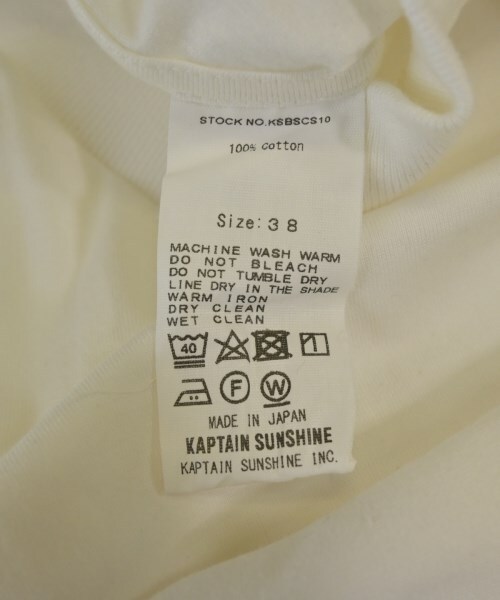 STOCK NO.KSBSCS10
100% cotton
Size:38
MACHINE WASH WARM
DO NOT BLEACH
DO NOT TUMBLE DRY
LINE DRY IN THE SHADE
WARM IRON
DRY CLEAN
WET CLEAN
40
F W
MADE IN JAPAN
KAPTAIN SUNSHINE
KAPTAIN SUNSHINE INC.